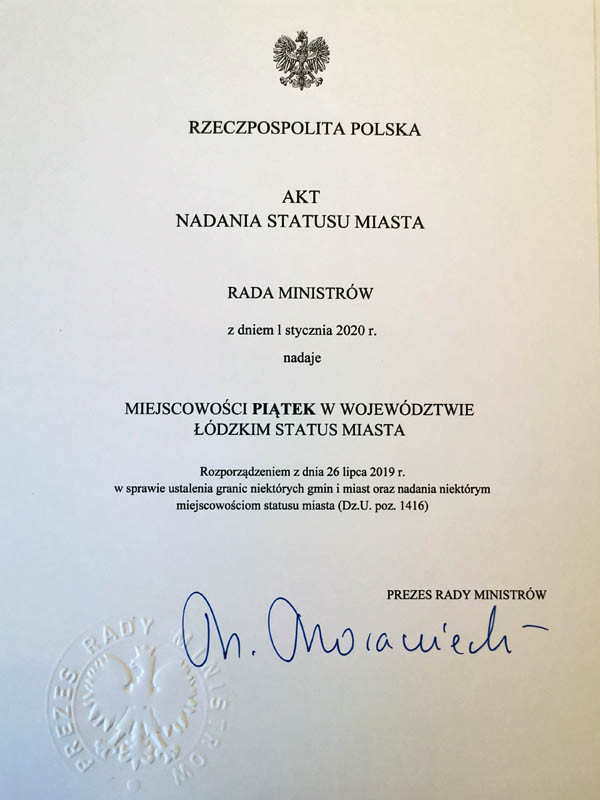 RZECZPOSPOLITA POLSKA
AKT
NADANIA STATUSU MIASTA
RADA MINISTRÓW
z dniem 1 stycznia 2020 r.
nadaje
MIEJSCOWOŚCI PIĄTEK W WOJEWÓDZTWIE
ŁÓDZKIM STATUS MIASTA
Rozporządzeniem z dnia 26 lipca 2019 r.
w sprawie ustalenia granic niektórych gmin i miast oraz nadania niektórym
miejscowościom statusu miasta (Dz.U. poz. 1416)
PREZES RADY MINISTRÓW
M. Morawiecki
PREZES RADY MINISTRÓW